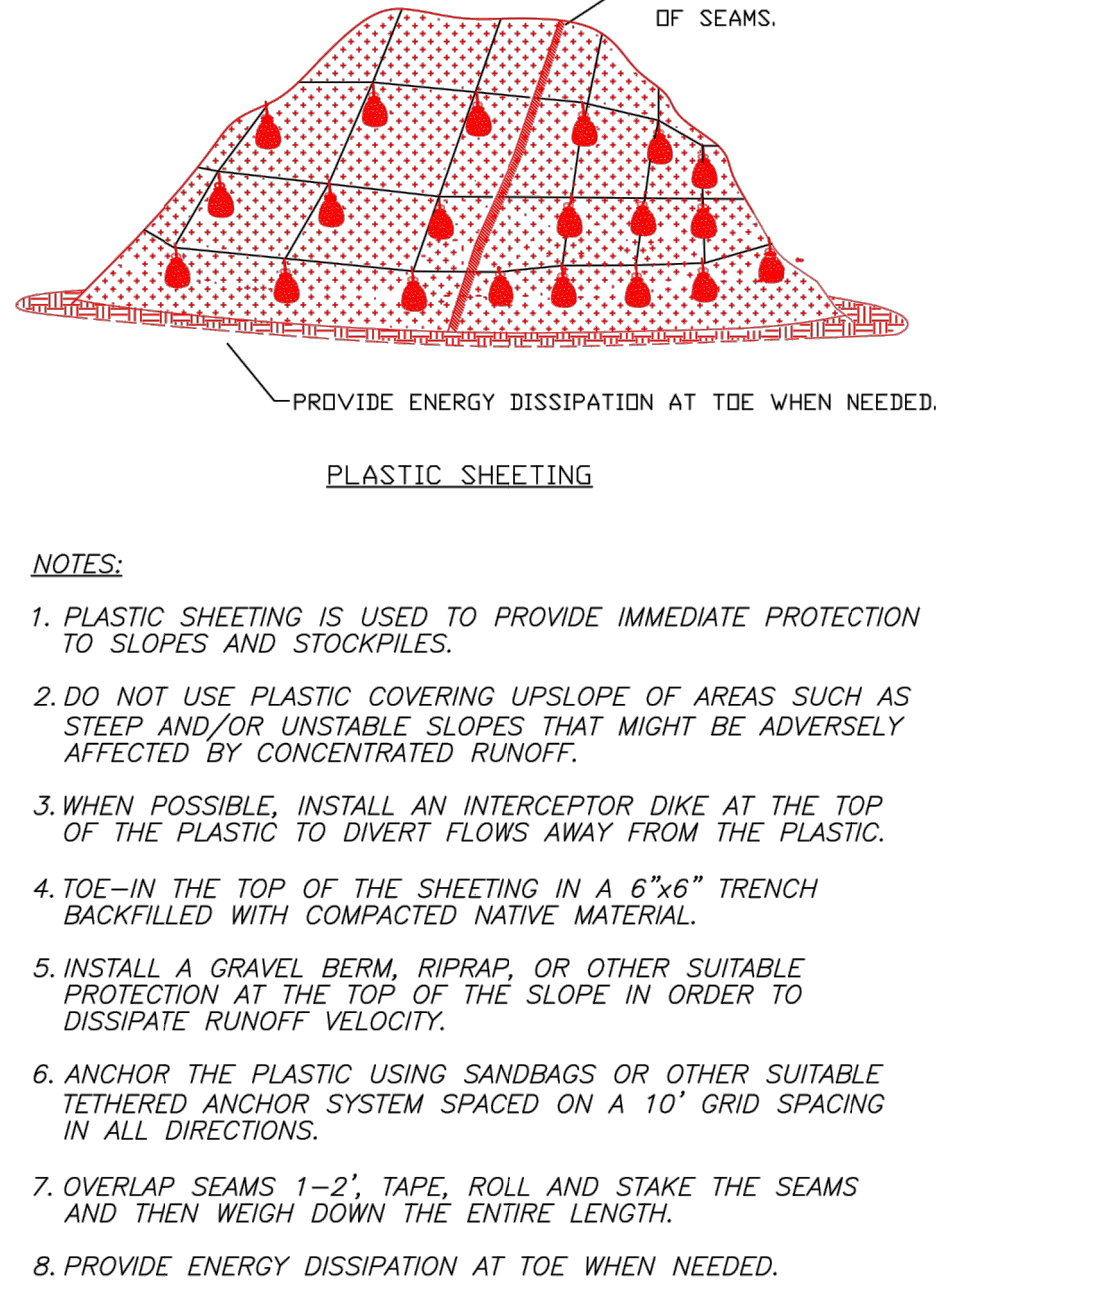 OF SEAMS.
PROVIDE ENERGY DISSIPATION AT TOE WHEN NEEDED.
PLASTIC SHEETING
NOTES:
1. PLASTIC SHEETING IS USED TO PROVIDE IMMEDIATE PROTECTION
TO SLOPES AND STOCKPILES.
2. DO NOT USE PLASTIC COVERING UPSLOPE OF AREAS SUCH AS
STEEP AND/OR UNSTABLE SLOPES THAT MIGHT BE ADVERSELY
AFFECTED BY CONCENTRATED RUNOFF.
3. WHEN POSSIBLE, INSTALL AN INTERCEPTOR DIKE AT THE TOP
OF THE PLASTIC TO DIVERT FLOWS AWAY FROM THE PLASTIC.
4. TOE-IN THE TOP OF THE SHEETING IN A 6"x6" TRENCH
BACKFILLED WITH COMPACTED NATIVE MATERIAL.
5. INSTALL A GRAVEL BERM, RIPRAP, OR OTHER SUITABLE
PROTECTION AT THE TOP OF THE SLOPE IN ORDER TO
DISSIPATE RUNOFF VELOCITY.
6. ANCHOR THE PLASTIC USING SANDBAGS OR OTHER SUITABLE
TETHERED ANCHOR SYSTEM SPACED ON A 10' GRID SPACING
IN ALL DIRECTIONS.
7. OVERLAP SEAMS 1-2', TAPE, ROLL AND STAKE THE SEAMS
AND THEN WEIGH DOWN THE ENTIRE LENGTH.
8. PROVIDE ENERGY DISSIPATION AT TOE WHEN NEEDED.